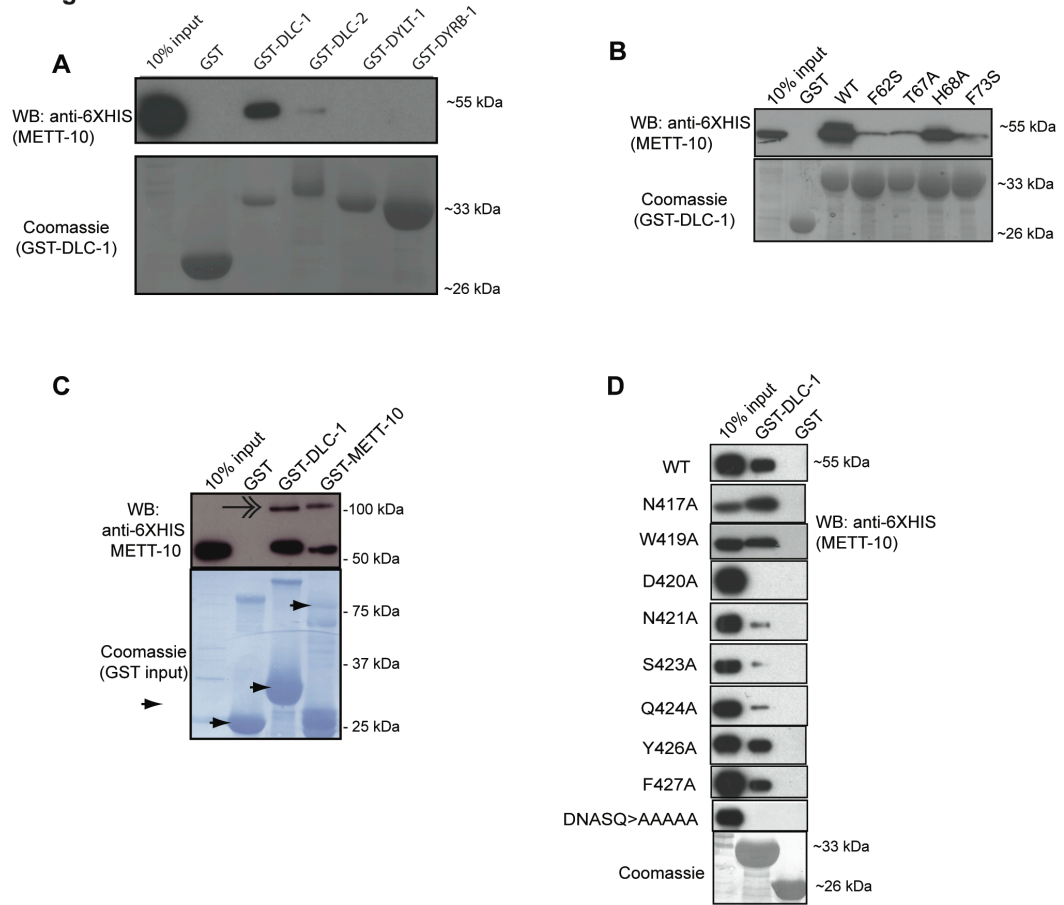 A
10% input
GST
GST-DLC-1
GST-DLC-2
GST-DYLT-1
GST-DYRB-1
WB: anti-6XHIS
(METT-10)
~55 kDa
Coomassie
(GST-DLC-1)
~33 kDa
~26 kDa
B
10% input
GST
WT
F62S
T67A
H68A
F73S
WB: anti-6XHIS
(METT-10)
~55 kDa
Coomassie
(GST-DLC-1)
~33 kDa
~26 kDa
C
10% input
GST
GST-DLC-1
GST-METT-10
WB:
anti-6XHIS
METT-10
-100 kDa
- 50 kDa
Coomassie
(GST input)
- 75 kDa
- 37 kDa
- 25 kDa
D
10% input
GST-DLC-1
GST
WT
~55 kDa
N417A
WB: anti-6XHIS
(METT-10)
W419A
D420A
N421A
S423A
Q424A
Y426A
F427A
DNASQ>AAAAA
Coomassie
~33 kDa
~26 kDa